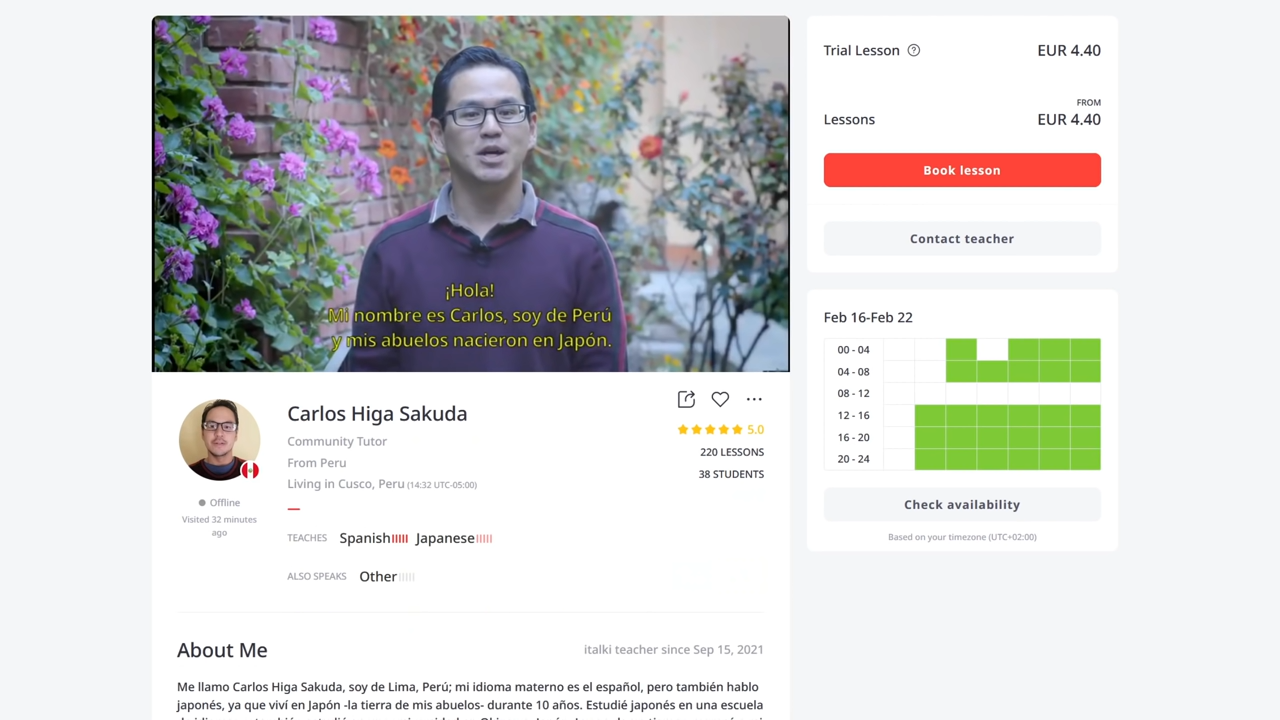 ¡Hola!
Mi nombre es Carlos, soy de Perú
y mis abuelos nacieron en Japón.
Carlos Higa Sakuda
Community Tutor
From Peru
Living in Cusco, Peru (14:32 UTC-05:00)
Offline
Visited 32 minutes
ago
5.0
220 LESSONS
38 STUDENTS
TEACHES Spanish Japanese
ALSO SPEAKS Other
About Me
italki teacher since Sep 15, 2021
Me llamo Carlos Higa Sakuda, soy de Lima, Perú; mi idioma materno es el español, pero también hablo
japonés, ya que viví en Japón -la tierra de mis abuelos- durante 10 años. Estudié japonés en una escuela
Trial Lesson ? EUR 4.40
FROM
Lessons EUR 4.40
Book lesson
Contact teacher
Feb 16-Feb 22
00 - 04
04 - 08
08 - 12
12 - 16
16 - 20
20 - 24
Check availability
Based on your timezone (UTC+02:00)